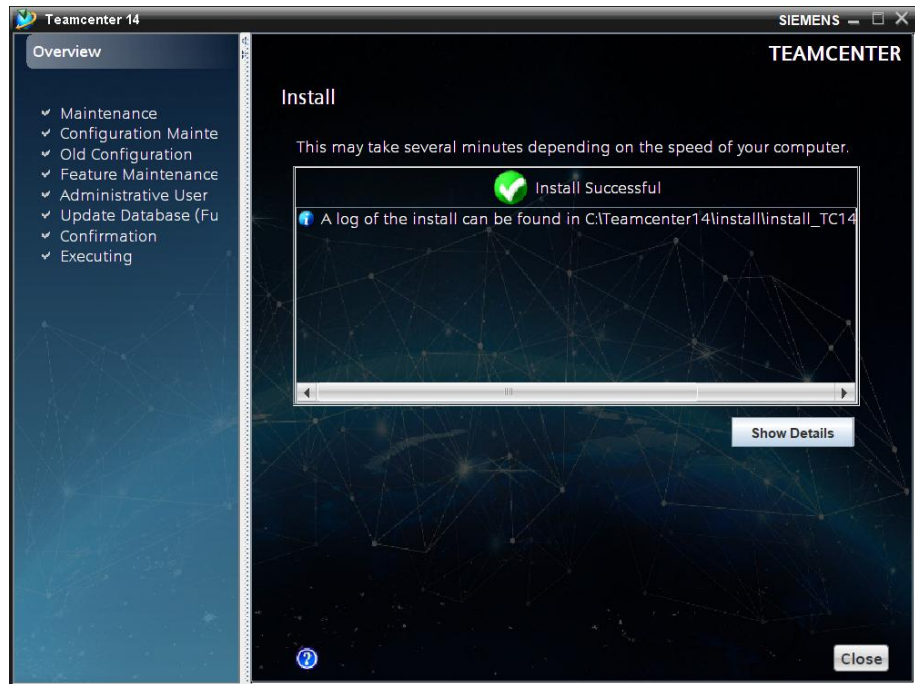 Teamcenter 14
SIEMENS
Overview
TEAMCENTER
Maintenance
Configuration Mainte
Old Configuration
Feature Maintenance
Administrative User
Update Database (Fu
Confirmation
Executing
Install
This may take several minutes depending on the speed of your computer.
Install Successful
A log of the install can be found in C:\Teamcenter14\install\install_TC14
Show Details
?
Close